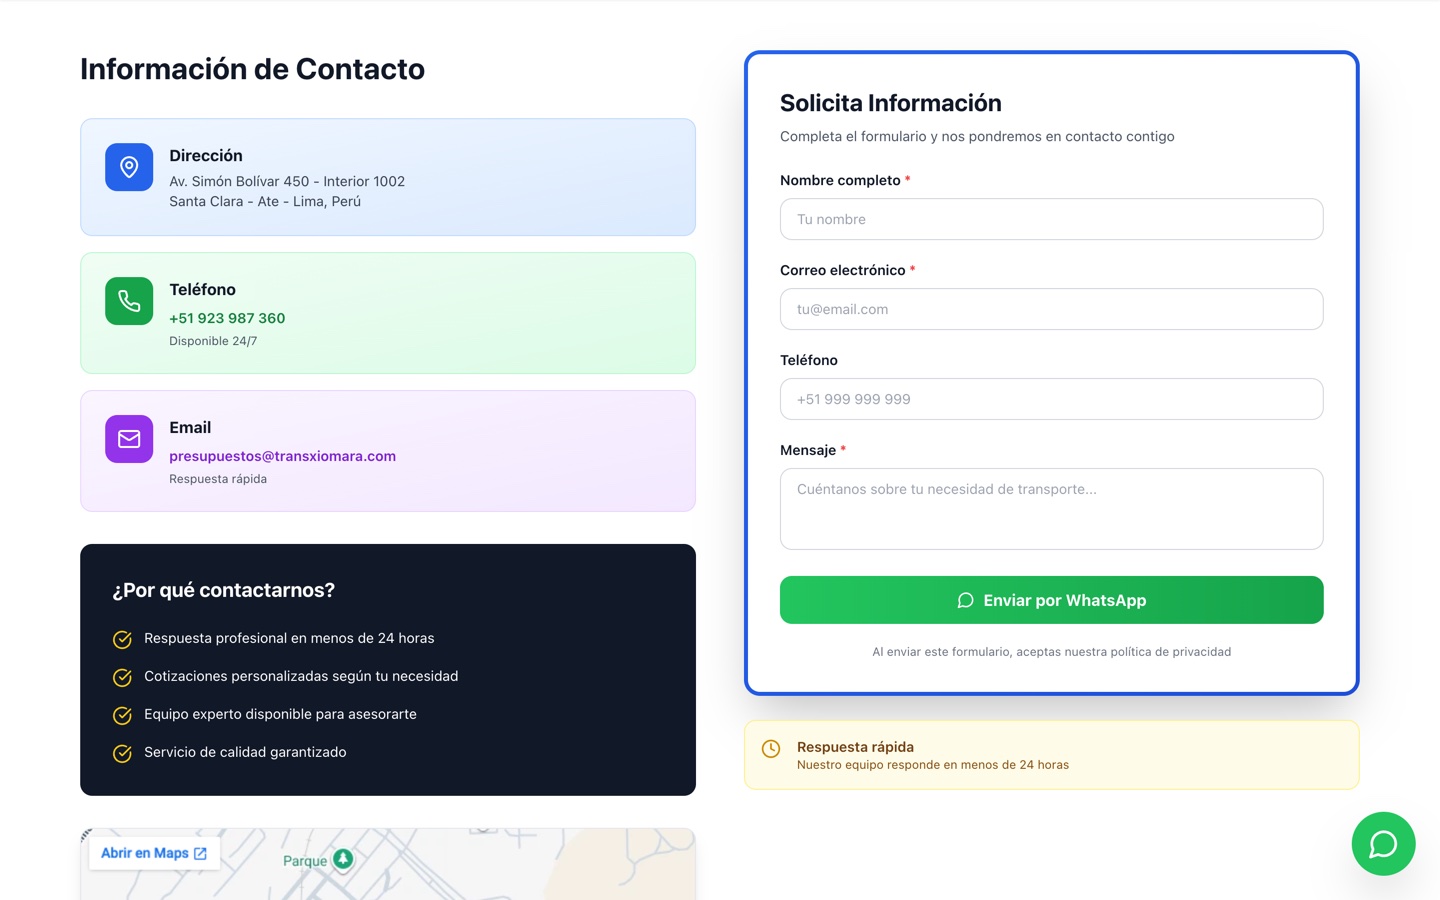 Información de Contacto
Dirección
Av. Simón Bolívar 450 - Interior 1002
Santa Clara - Ate - Lima, Perú
Teléfono
+51 923 987 360
Disponible 24/7
Email
presupuestos@transxiomara.com
Respuesta rápida
¿Por qué contactarnos?
Respuesta profesional en menos de 24 horas
Cotizaciones personalizadas según tu necesidad
Equipo experto disponible para asesorarte
Servicio de calidad garantizado
Abrir en Maps
Parque
Solicita Información
Completa el formulario y nos pondremos en contacto contigo
Nombre completo *
Tu nombre
Correo electrónico *
tu@email.com
Teléfono
+51 999 999 999
Mensaje *
Cuéntanos sobre tu necesidad de transporte...
Enviar por WhatsApp
Al enviar este formulario, aceptas nuestra política de privacidad
Respuesta rápida
Nuestro equipo responde en menos de 24 horas